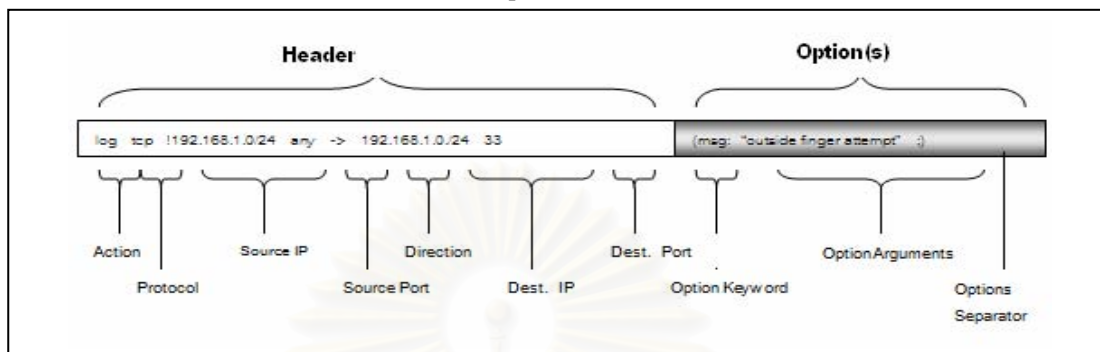 Header Option(s)
log tcp !192.168.1.0/24 any -> 192.168.1.0./24 33 (msg: "outside finger attempt" ;)
Action Source IP Direction Dest. Port Option Arguments
Protocol Source Port Dest. IP Option Keyword Options
Separator